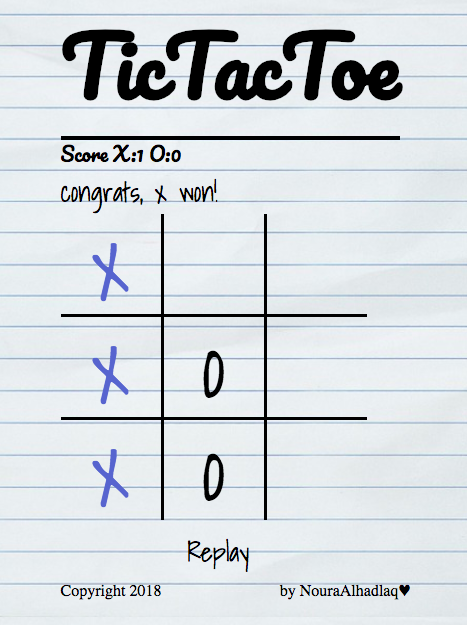 TicTacToe
Score X:1 O:0
congrats, x won!
X
X O
X O
Replay
Copyright 2018 by NouraAlhadlaq♥